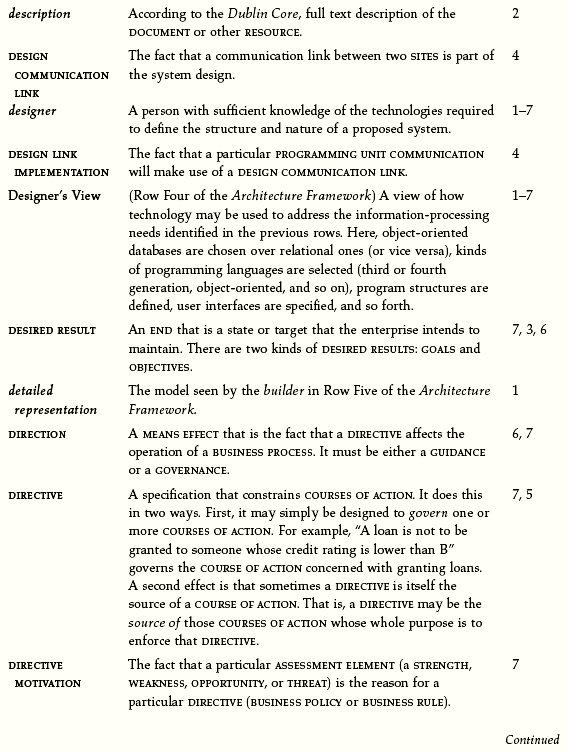 description According to the Dublin Core, full text description of the 2
DOCUMENT or other RESOURCE.
DESIGN The fact that a communication link between two SITES is part of 4
COMMUNICATION the system design.
LINK
designer A person with sufficient knowledge of the technologies required 1–7
to define the structure and nature of a proposed system.
DESIGN LINK The fact that a particular PROGRAMMING UNIT COMMUNICATION 4
IMPLEMENTATION will make use of a DESIGN COMMUNICATION LINK.
Designer's View (Row Four of the Architecture Framework) A view of how 1–7
technology may be used to address the information-processing
needs identified in the previous rows. Here, object-oriented
databases are chosen over relational ones (or vice versa), kinds
of programming languages are selected (third or fourth
generation, object-oriented, and so on), program structures are
defined, user interfaces are specified, and so forth.
DESIRED RESULT An END that is a state or target that the enterprise intends to 7, 3, 6
maintain. There are two kinds of DESIRED RESULTS: GOALS and
OBJECTIVES.
detailed The model seen by the builder in Row Five of the Architecture 1
representation Framework.
DIRECTION A MEANS EFFECT that is the fact that a DIRECTIVE affects the 6, 7
operation of a BUSINESS PROCESS. It must be either a GUIDANCE
or a GOVERNANCE.
DIRECTIVE A specification that constrains COURSES OF ACTION. It does this 7, 5
in two ways. First, it may simply be designed to govern one or
more COURSES OF ACTION. For example, "A loan is not to be
granted to someone whose credit rating is lower than B"
governs the COURSE OF ACTION concerned with granting loans.
A second effect is that sometimes a DIRECTIVE is itself the
source of a COURSE OF ACTION. That is, a DIRECTIVE may be the
source of those COURSES OF ACTION whose whole purpose is to
enforce that DIRECTIVE.
DIRECTIVE The fact that a particular ASSESSMENT ELEMENT (a STRENGTH, 7
MOTIVATION WEAKNESS, OPPORTUNITY, or THREAT) is the reason for a
particular DIRECTIVE (BUSINESS POLICY or BUSINESS RULE).
Continued